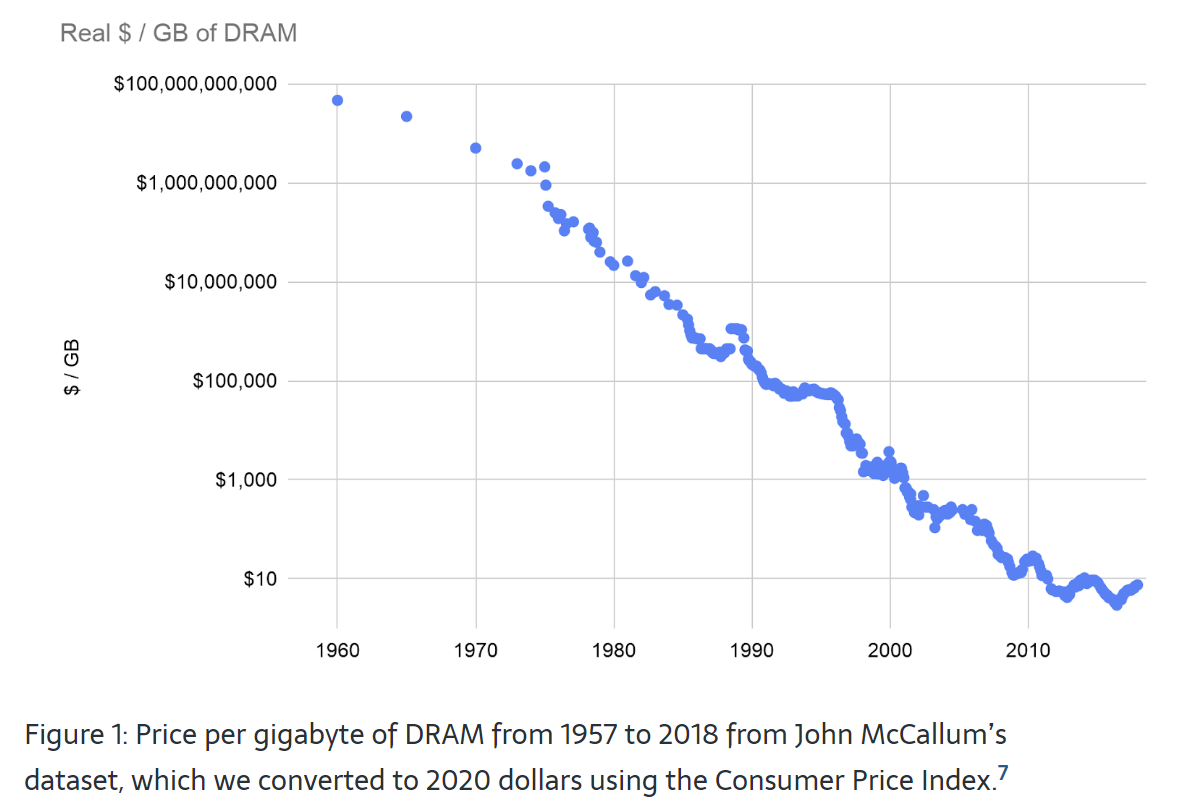 Real $ / GB of DRAM
$100,000,000,000
$1,000,000,000
$10,000,000
$100,000
$1,000
$10
$ / GB
1960 1970 1980 1990 2000 2010
Figure 1: Price per gigabyte of DRAM from 1957 to 2018 from John McCallum’s
dataset, which we converted to 2020 dollars using the Consumer Price Index.7